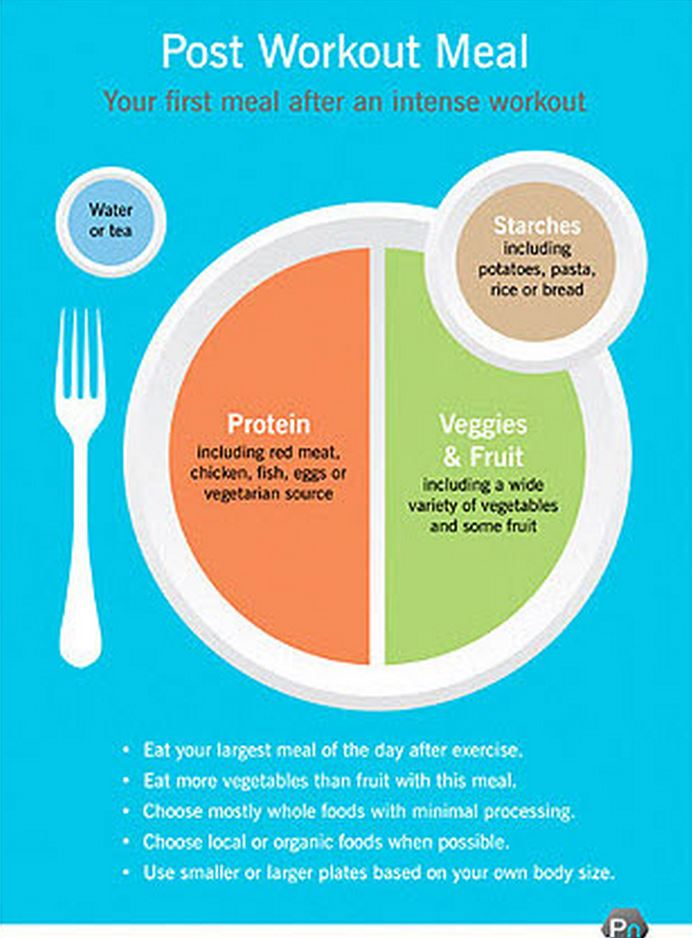 Post Workout Meal
Your first meal after an intense workout
Water
or tea
Starches
including
potatoes, pasta,
rice or bread
Protein
including red meat,
chicken, fish, eggs or
vegetarian source
Veggies
& Fruit
including a wide
variety of vegetables
and some fruit
• Eat your largest meal of the day after exercise.
• Eat more vegetables than fruit with this meal.
• Choose mostly whole foods with minimal processing.
• Choose local or organic foods when possible.
• Use smaller or larger plates based on your own body size.
Pn